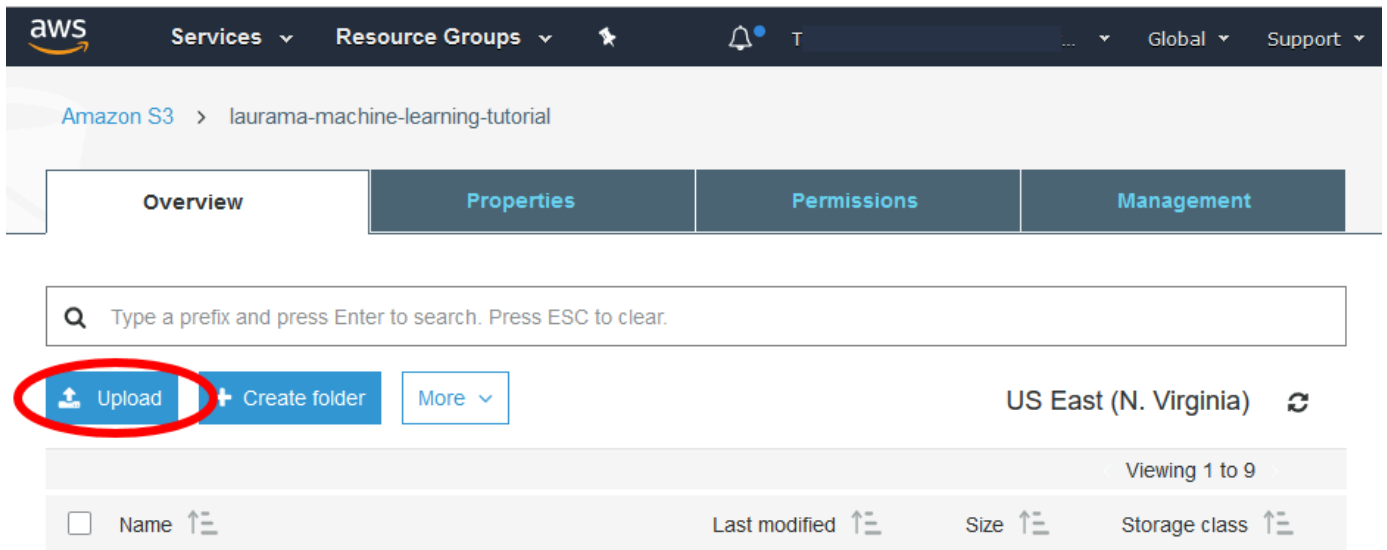 aws Services Resource Groups T ... Global Support
Amazon S3 > laurama-machine-learning-tutorial
Overview Properties Permissions Management
Type a prefix and press Enter to search. Press ESC to clear.
Upload + Create folder More US East (N. Virginia)
Viewing 1 to 9
Name Last modified Size Storage class